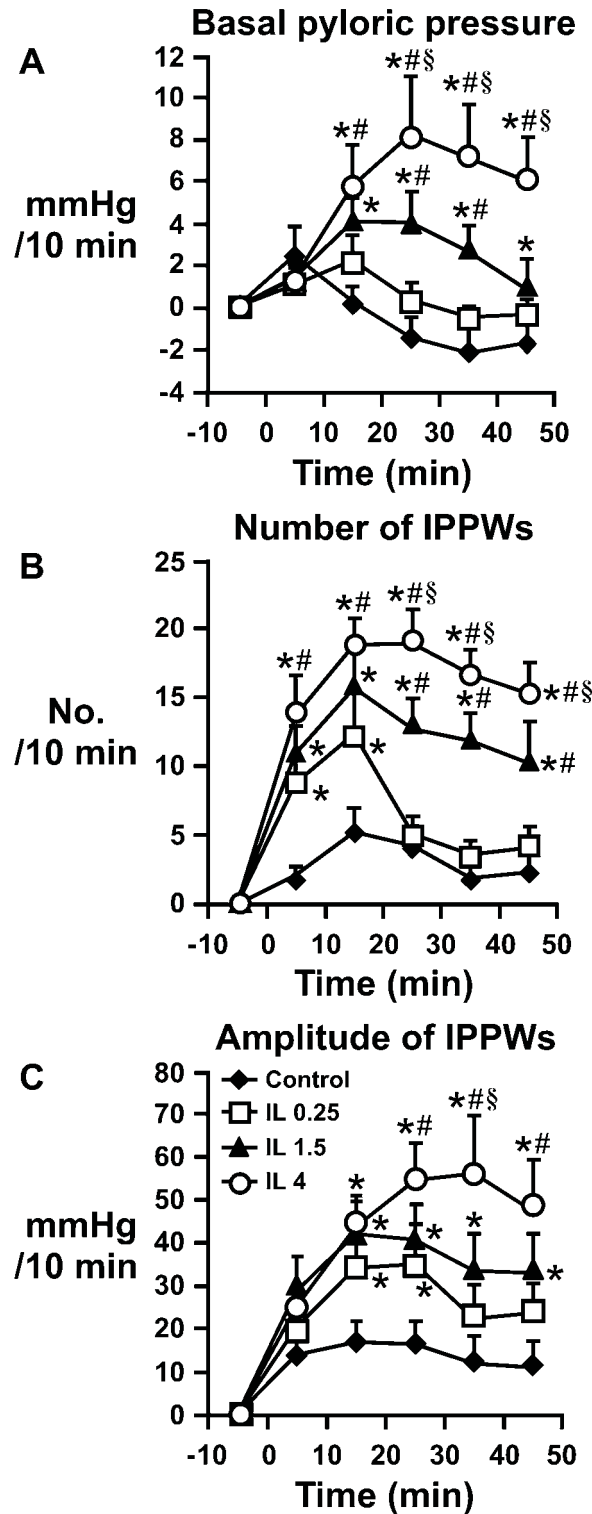 Basal pyloric pressure
A
12
10
8
6
4
2
0
-2
-4
mmHg
/10 min
*#
*#§
*#§
*#§
*
*#
*#
*
-10 0 10 20 30 40 50
Time (min)
Number of IPPWs
B
25
20
15
10
5
0
No.
/10 min
*#
*#
*#§
*#§
*#§
*
*
*#
*#
*#
*
*
-10 0 10 20 30 40 50
Time (min)
Amplitude of IPPWs
C
80
70
60
50
40
30
20
10
0
mmHg
/10 min
Control
IL 0.25
IL 1.5
IL 4
*
*#
*#§
*#
*
*
*
*
*
*
-10 0 10 20 30 40 50
Time (min)